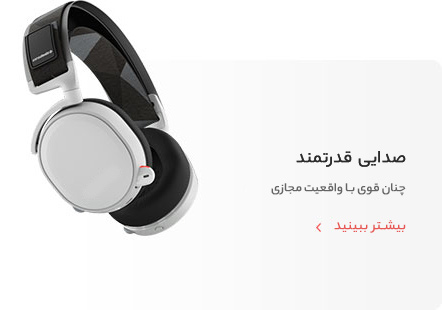 صدایی قدرتمند
چنان قوی با واقعیت مجازی
بیشتر ببینید